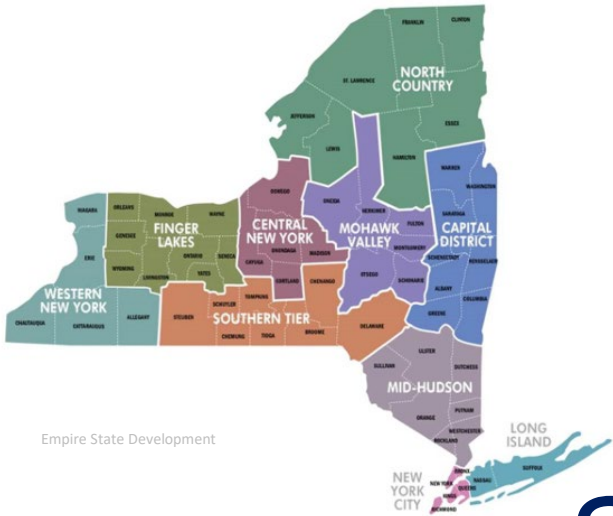 FRANKLIN
CLINTON
ST. LAWRENCE
NORTH
COUNTRY
JEFFERSON
ESSEX
LEWIS
HAMILTON
WARREN
WASHINGTON
OSWEGO
ONEIDA
HERKIMER
FULTON
SARATOGA
NIAGARA
ORLEANS
MONROE
WAYNE
GENESEE
FINGER
LAKES
CENTRAL
NEW YORK
MOHAWK
VALLEY
CAPITAL
DISTRICT
MONTGOMERY
ONONDAGA
MADISON
ERIE
ONTARIO
SENECA
CAYUGA
SCHENECTADY
RENSSELAER
WYOMING
LIVINGSTON
YATES
CORTLAND
OTSEGO
SCHOHARIE
ALBANY
CHENANGO
WESTERN
NEW YORK
TOMPKINS
SCHUYLER
COLUMBIA
GREENE
CHAUTAUQUA
CATTARAUGUS
ALLEGANY
STEUBEN
SOUTHERN TIER
CHEMUNG
TIOGA
BROOME
DELAWARE
ULSTER
SULLIVAN
DUTCHESS
MID-HUDSON
ORANGE
PUTNAM
WESTCHESTER
ROCKLAND
Empire State Development
LONG
ISLAND
NEW
YORK
CITY
BRONX
NEW YORK
QUEENS
KINGS
RICHMOND
NASSAU
SUFFOLK